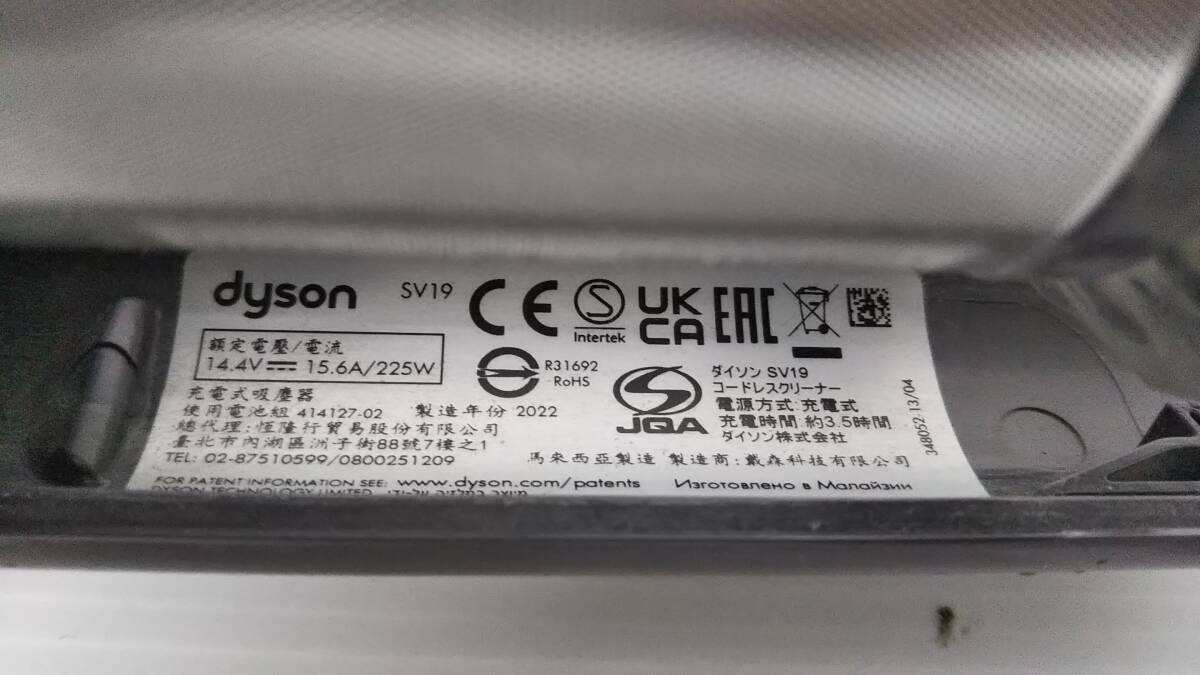 dyson SV19 CE S Intertek UK CA EAC
額定電壓/電流
14.4V 15.6A/225W
R31692
RoHS
充電式吸塵器
使用電池組 414127-02 製造年份 2022
總代理:恆隆行貿易股份有限公司
臺北市內湖區洲子街88號7樓之1
TEL: 02-87510599/0800251209
JQA
ダイソン SV19
コードレスクリーナー
電源方式:充電式
充電時間:約3.5時間
ダイソン株式会社
348052-13/04
馬來西亞製造 製造商:戴森科技有限公司
FOR PATENT INFORMATION SEE: www.dyson.com/patents Изготовлено в Малайзии
DYSON TECHNOLOGY LIMITED